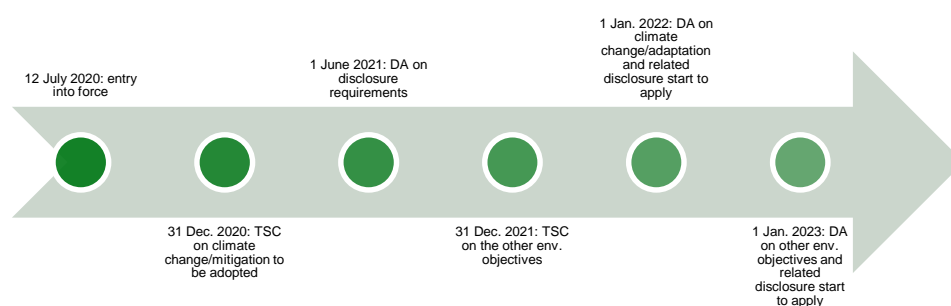 12 July 2020: entry
into force
31 Dec. 2020: TSC
on climate
change/mitigation to
be adopted
1 June 2021: DA on
disclosure
requirements
31 Dec. 2021: TSC
on the other env.
objectives
1 Jan. 2022: DA on
climate
change/adaptation
and related
disclosure start to
apply
1 Jan. 2023: DA
on other env.
objectives and
related
disclosure start
to apply